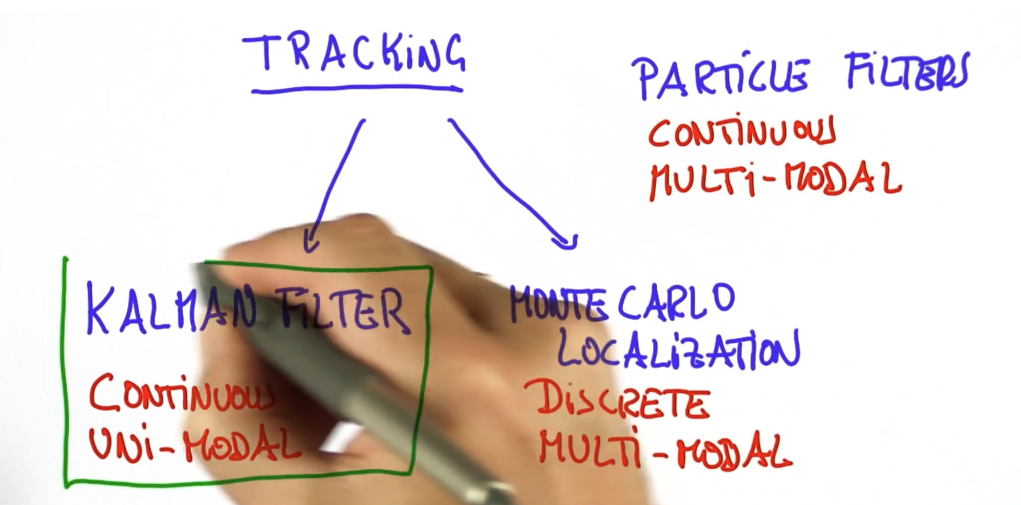 TRACKiNG
PARTiCLE FiLTERS
CONTiNUOUS
MULTi-MODAL
KALMAN FiLTER
CONTiNUOUS
UNi-MODAL
MONTE CARLO
LOCALiZATiON
DiSCRETE
MULTi-MODAL